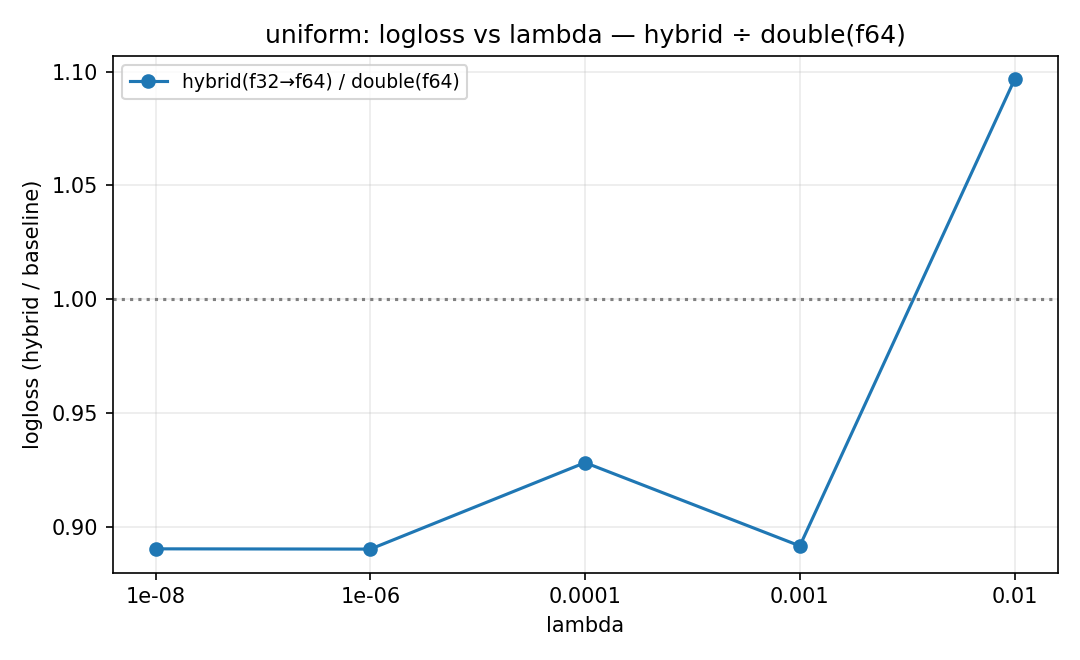 uniform: logloss vs lambda — hybrid ÷ double(f64)
hybrid(f32→f64) / double(f64)
logloss (hybrid / baseline)
1.10
1.05
1.00
0.95
0.90
1e-08
1e-06
0.0001
0.001
0.01
lambda